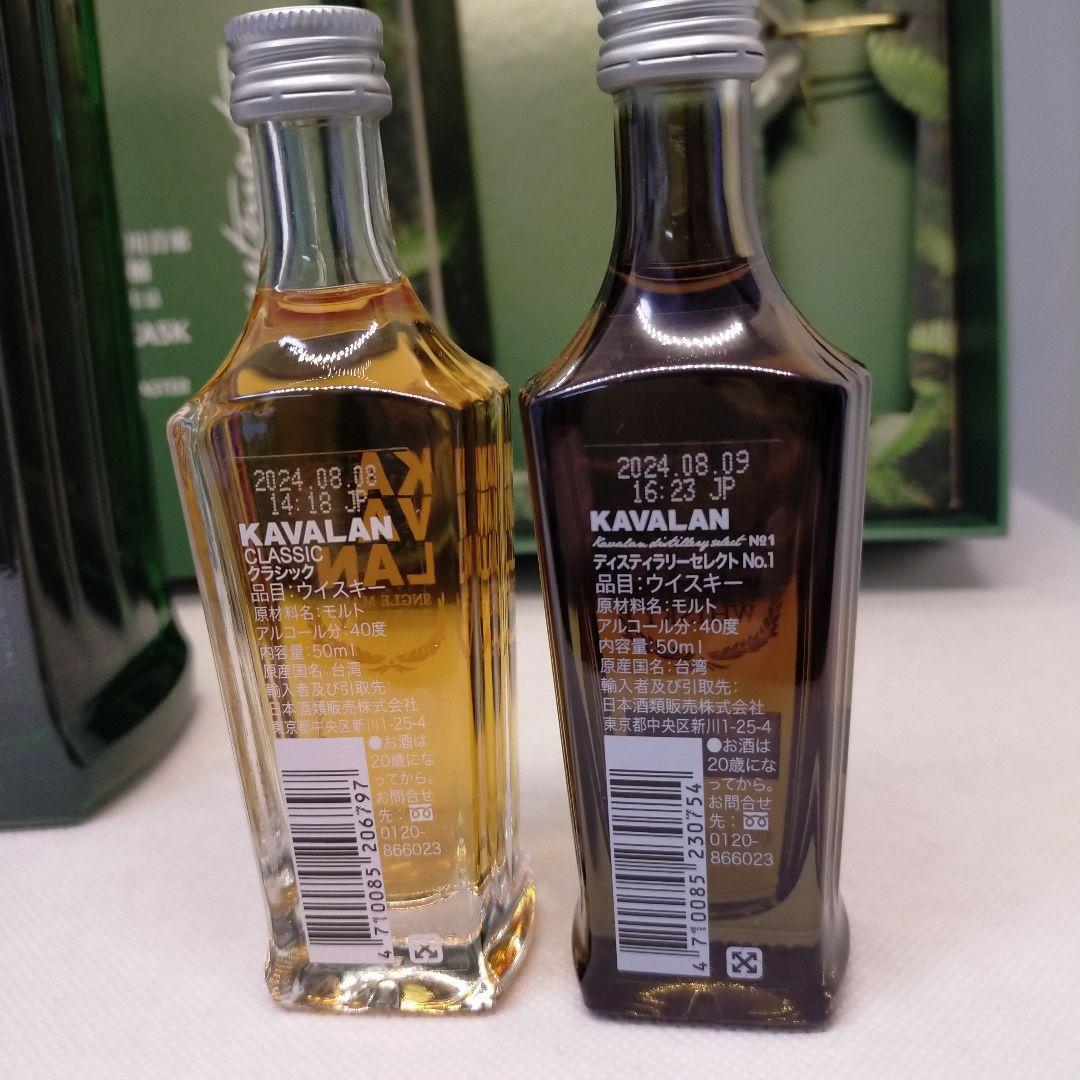 CASK
2024.08.08
14:18 JP
KAVALAN
CLASSIC
クラシック
品目:ウイスキー
原材料名:モルト
アルコール分:40度
内容量:50ml
原産国名:台湾
輸入者及び引取先:
日本酒類販売株式会社
東京都中央区新川1-25-4
●お酒は
20歳にな
ってから。
お問合せ
先:
0120-
866023
4 710085 206797
KA
VA
LAN
2024.08.09
16:23 JP
KAVALAN
Kavalan distillery select №1
ディスティラリーセレクト No.1
品目:ウイスキー
原材料名:モルト
アルコール分:40度
内容量:50ml
原産国名:台湾
輸入者及び引取先:
日本酒類販売株式会社
東京都中央区新川1-25-4
●お酒は
20歳にな
ってから。
お問合せ
先:
0120-
866023
4 710085 230754